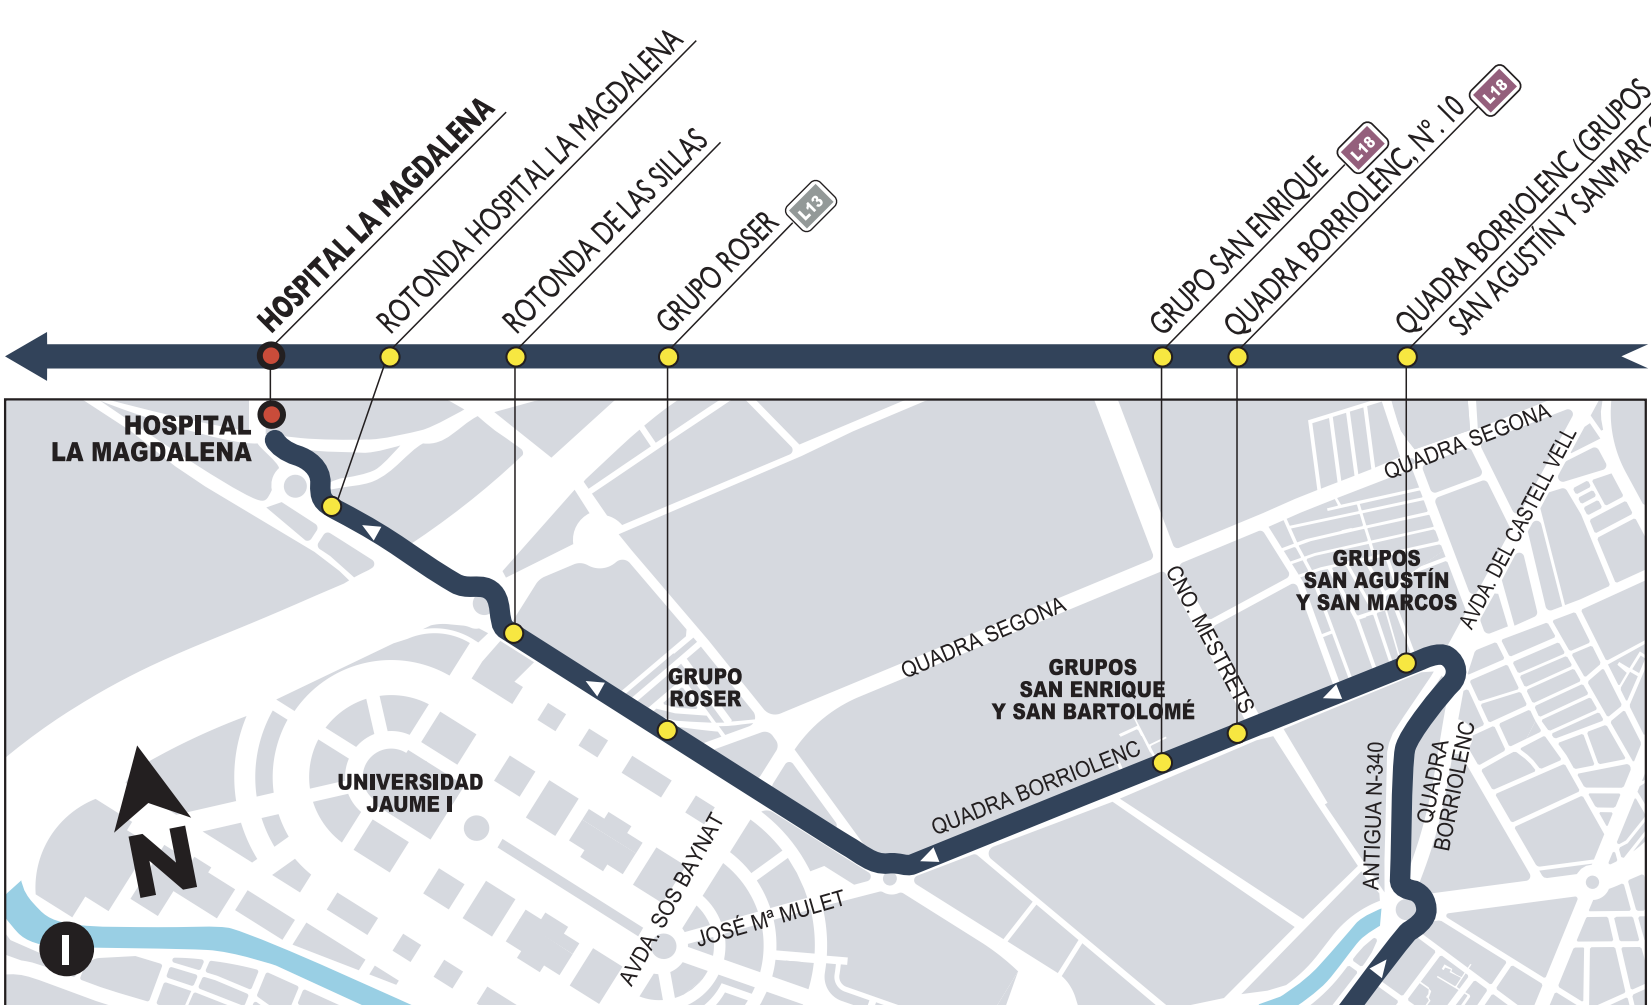 HOSPITAL LA MAGDALENA
ROTONDA HOSPITAL LA MAGDALENA
ROTONDA DE LAS SILLAS
GRUPO ROSER
L13
GRUPO SAN ENRIQUE
L18
QUADRA BORRIOLENC, Nº. 10
L18
QUADRA BORRIOLENC (GRUPOS
SAN AGUSTÍN Y SANMARCO
HOSPITAL
LA MAGDALENA
QUADRA SEGONA
AVDA. DEL CASTELL VELL
GRUPOS
SAN AGUSTÍN
Y SAN MARCOS
CNO. MESTRETS
QUADRA SEGONA
GRUPO
ROSER
GRUPOS
SAN ENRIQUE
Y SAN BARTOLOMÉ
QUADRA BORRIOLENC
UNIVERSIDAD
JAUME I
ANTIGUA N-340
QUADRA
BORRIOLENC
AVDA. SOS BAYNAT
JOSÉ Mª MULET
N
I